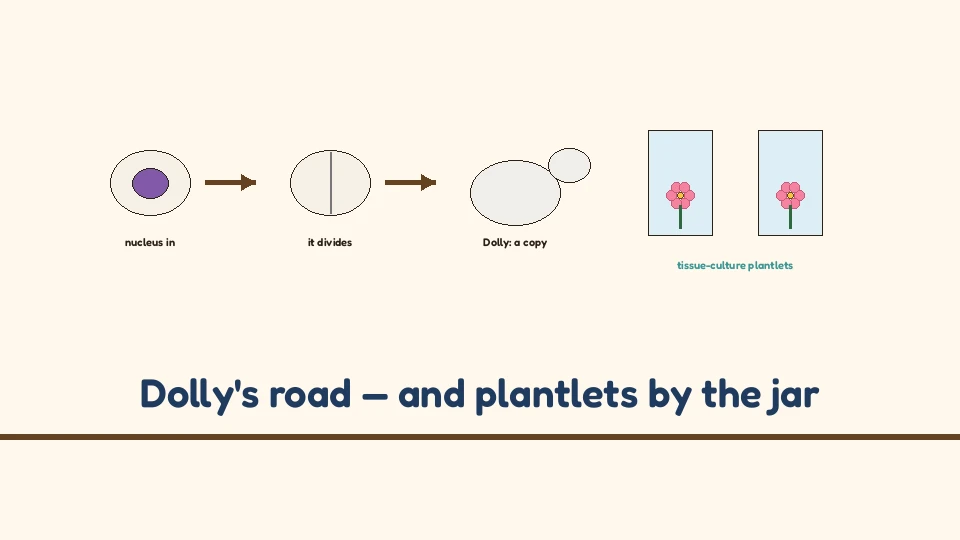 nucleus in
it divides
Dolly: a copy
tissue-culture plantlets
Dolly's road — and plantlets by the jar